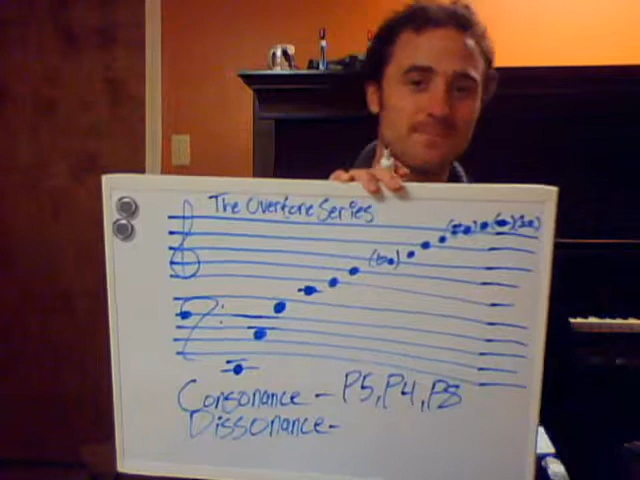 The Overtone Series
Consonance - P5, P4, P8
Dissonance-